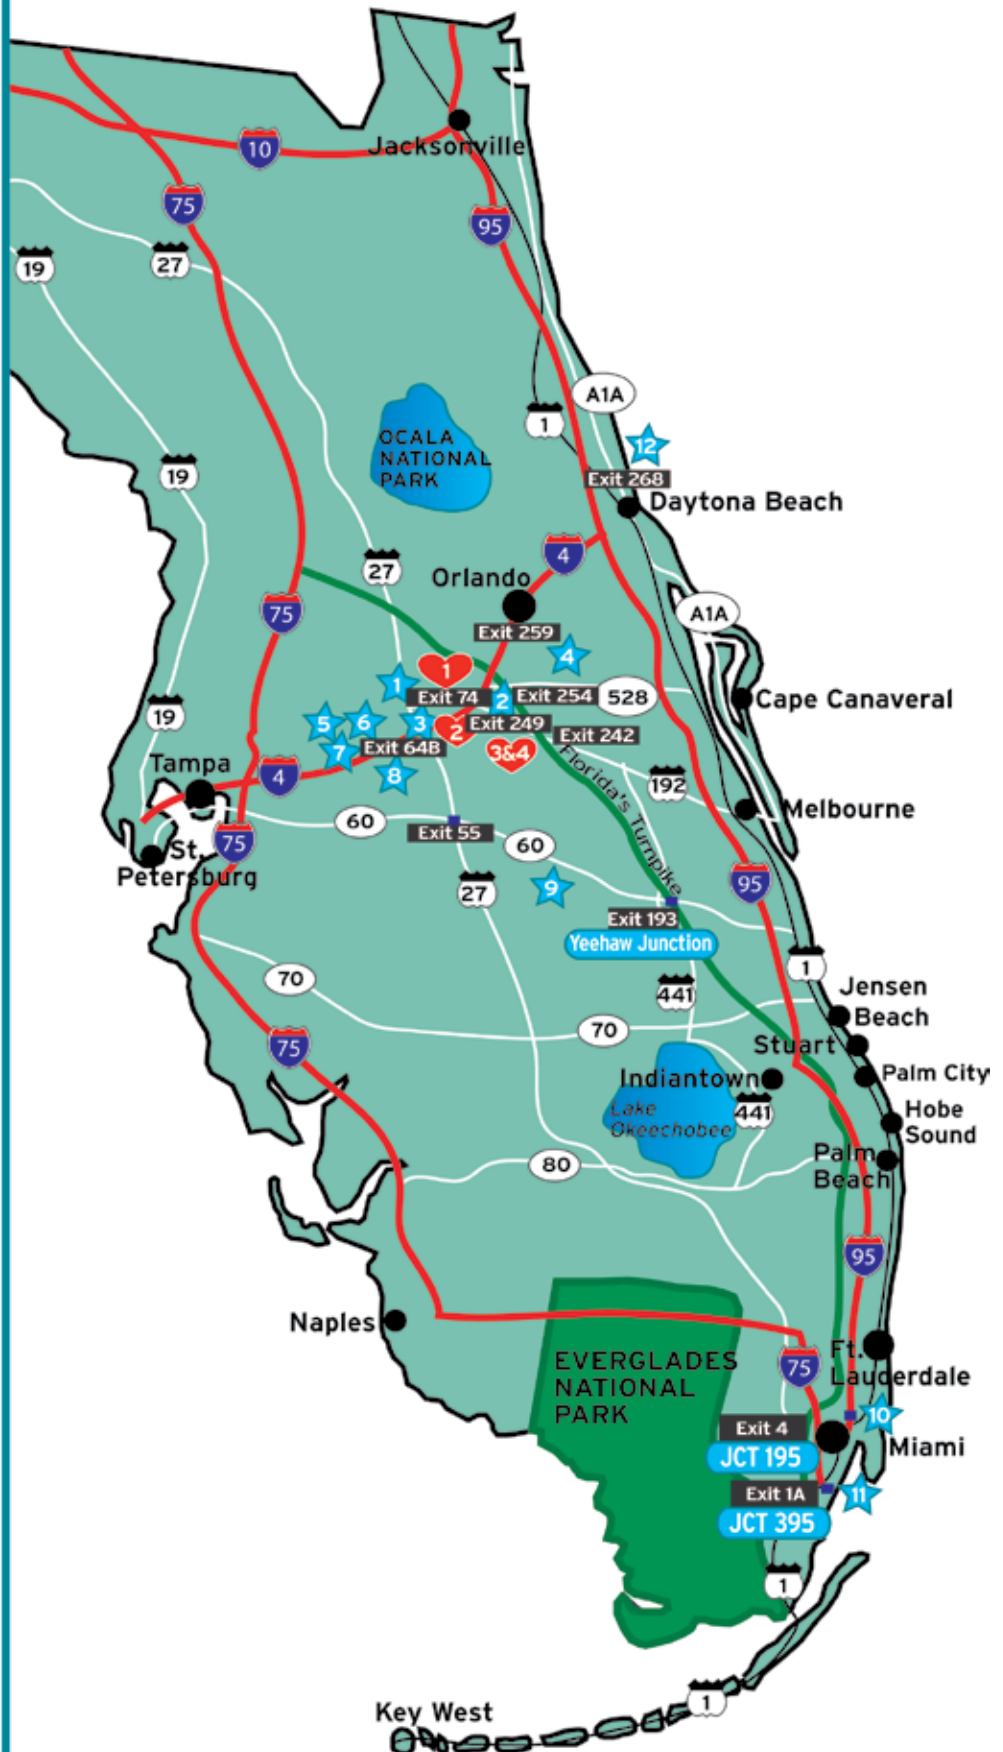 Jacksonville
10
75
95
27
19
A1A
1
12
OCALA
NATIONAL
PARK
Exit 268
19
Daytona Beach
4
27
Orlando
75
A1A
Exit 259
4
1
1
Exit 74
2
Exit 254
528
Cape Canaveral
19
5
6
3
2
Exit 249
Exit 242
7
Exit 64B
3&4
Tampa
4
8
Florida's Turnpike
192
Melbourne
60
Exit 55
60
75
St.
Petersburg
95
27
9
Exit 193
Yeehaw Junction
1
70
441
Jensen
Beach
70
75
Stuart
Indiantown
Palm City
Lake
Okeechobee
441
Hobe
Sound
Palm
Beach
80
95
Naples
75
Ft.
Lauderdale
EVERGLADES
NATIONAL
PARK
10
Exit 4
JCT 195
Miami
Exit 1A
11
JCT 395
1
1
Key West